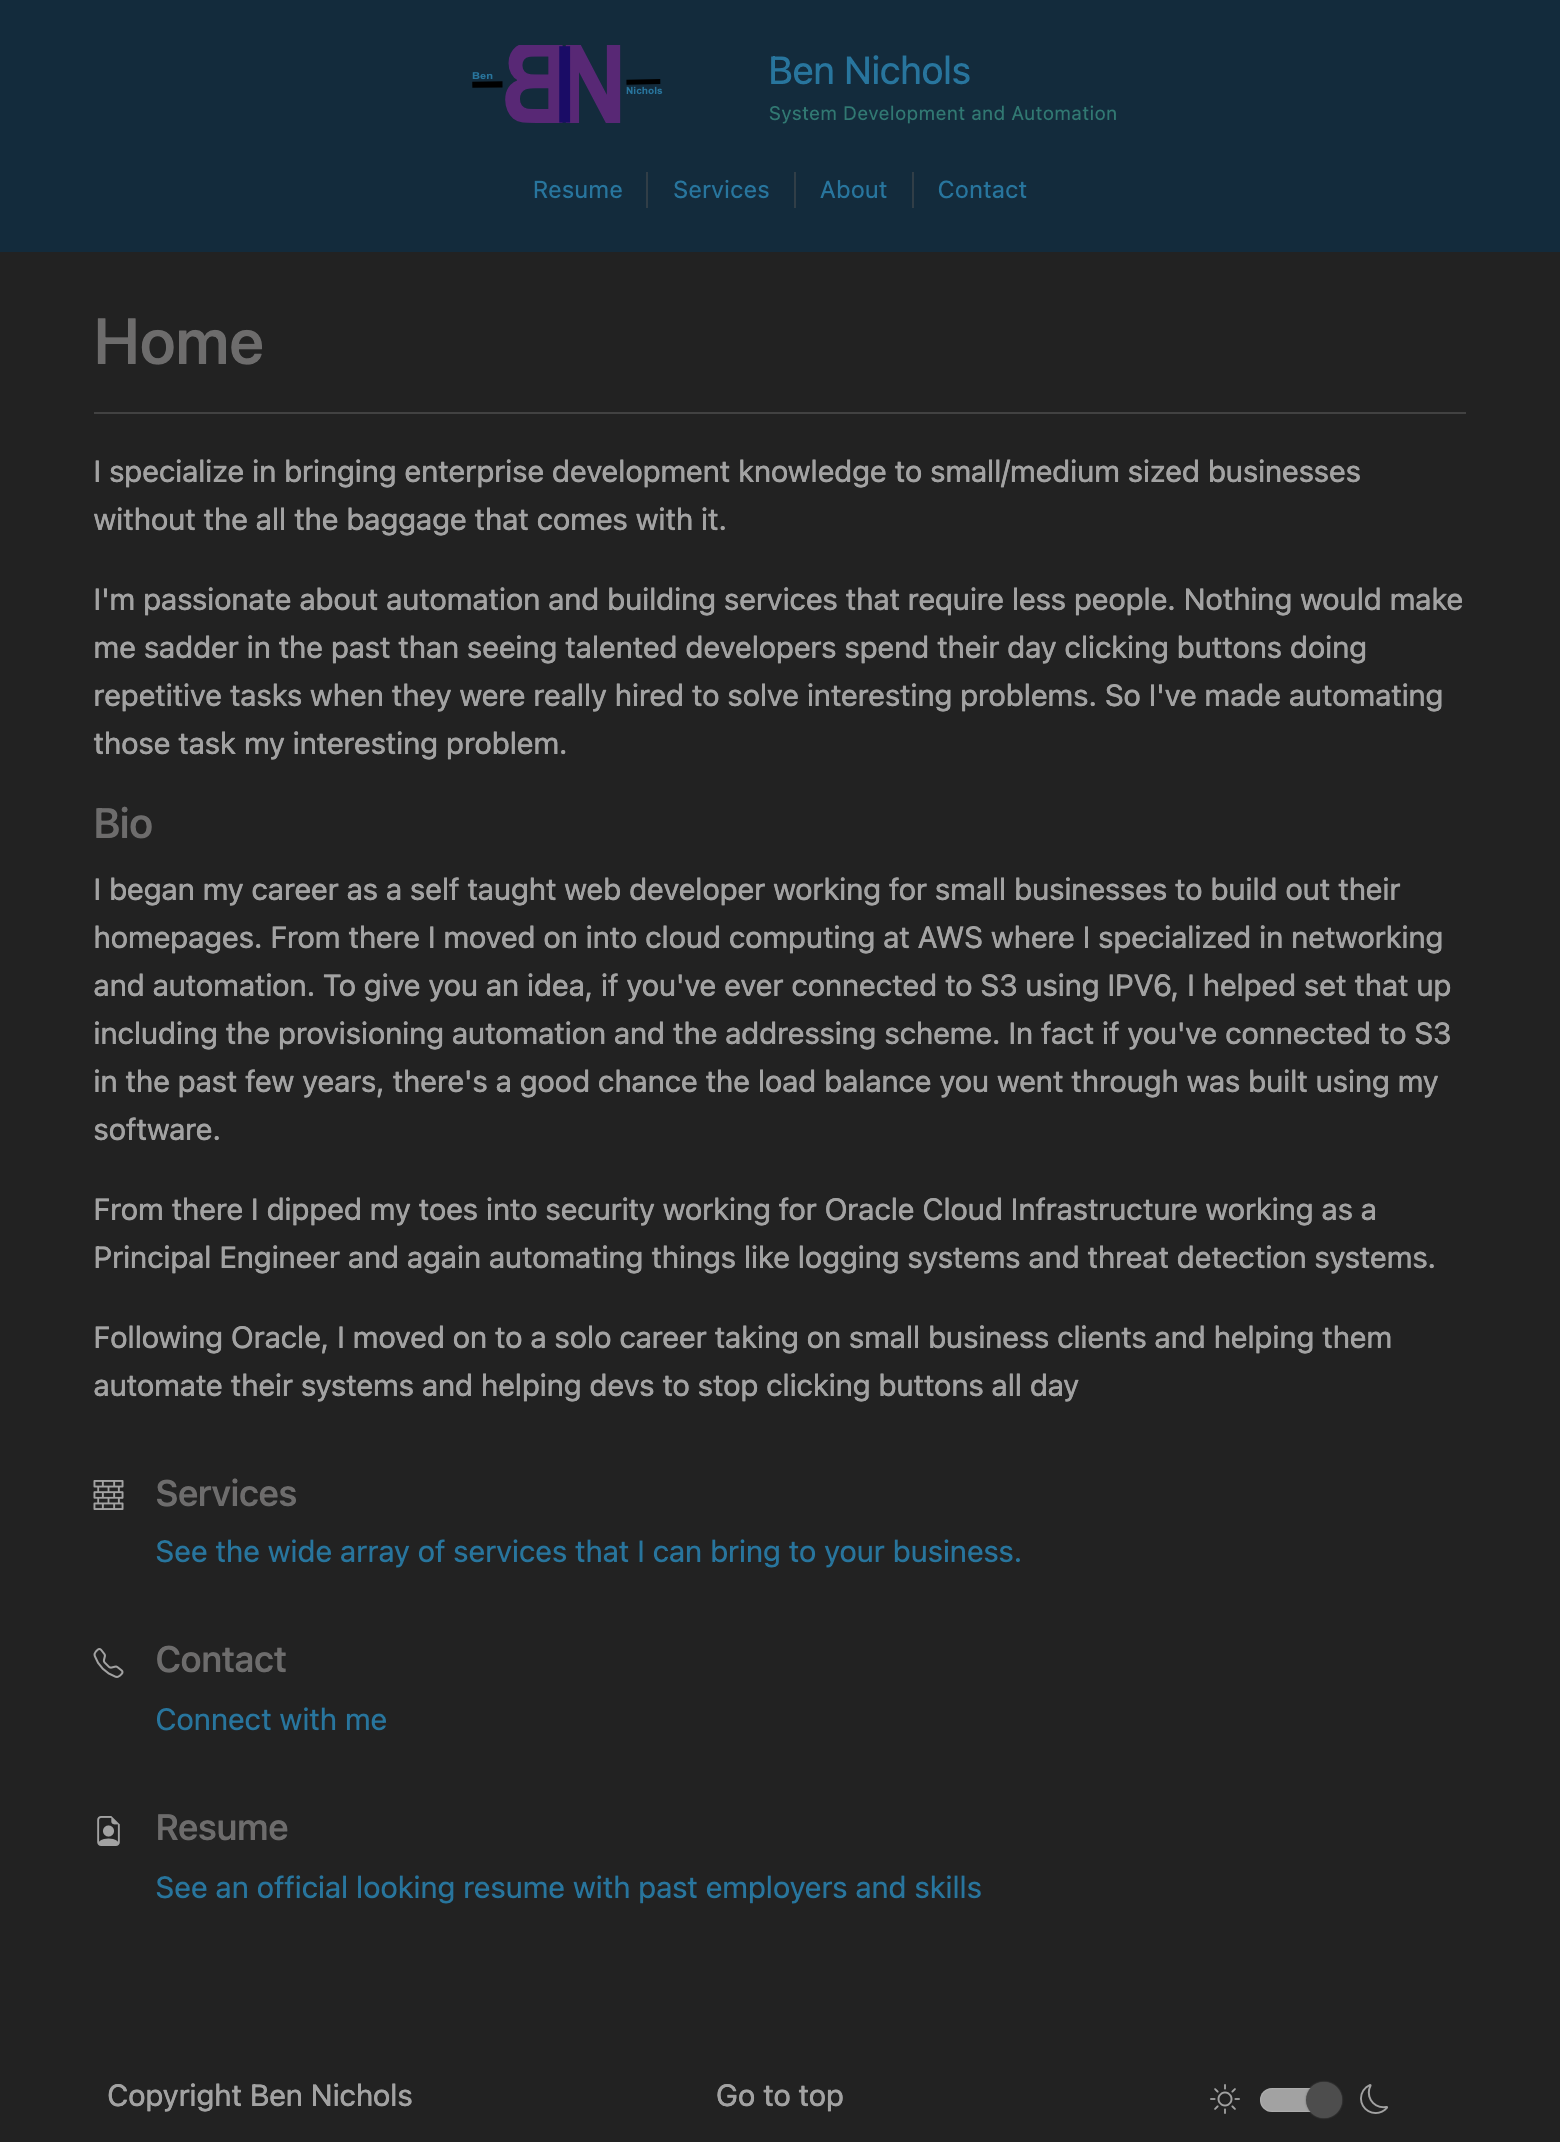 Ben
BN
Nichols
Ben Nichols
System Development and Automation
Resume
Services
About
Contact
Home
I specialize in bringing enterprise development knowledge to small/medium sized businesses
without the all the baggage that comes with it.
I'm passionate about automation and building services that require less people. Nothing would make
me sadder in the past than seeing talented developers spend their day clicking buttons doing
repetitive tasks when they were really hired to solve interesting problems. So I've made automating
those task my interesting problem.
Bio
I began my career as a self taught web developer working for small businesses to build out their
homepages. From there I moved on into cloud computing at AWS where I specialized in networking
and automation. To give you an idea, if you've ever connected to S3 using IPV6, I helped set that up
including the provisioning automation and the addressing scheme. In fact if you've connected to S3
in the past few years, there's a good chance the load balance you went through was built using my
software.
From there I dipped my toes into security working for Oracle Cloud Infrastructure working as a
Principal Engineer and again automating things like logging systems and threat detection systems.
Following Oracle, I moved on to a solo career taking on small business clients and helping them
automate their systems and helping devs to stop clicking buttons all day
Services
See the wide array of services that I can bring to your business.
Contact
Connect with me
Resume
See an official looking resume with past employers and skills
Copyright Ben Nichols
Go to top